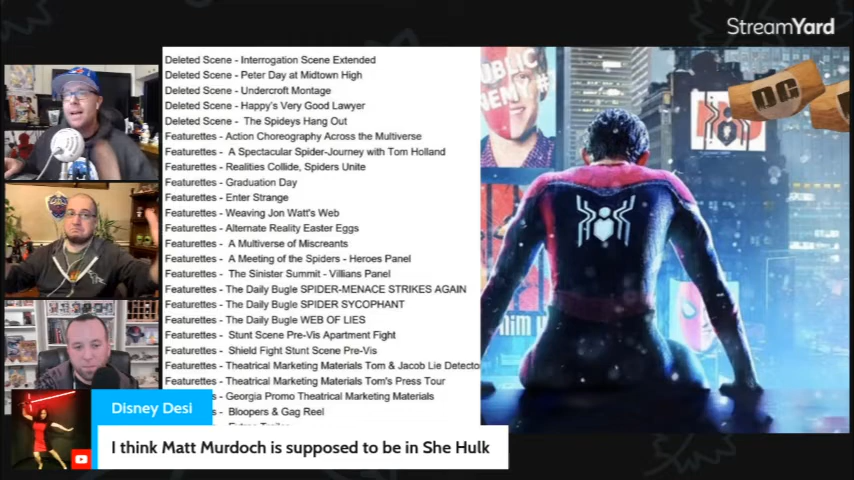 StreamYard
Deleted Scene - Interrogation Scene Extended
Deleted Scene - Peter Day at Midtown High
Deleted Scene - Undercroft Montage
Deleted Scene - Happy's Very Good Lawyer
Deleted Scene - The Spideys Hang Out
Featurettes - Action Choreography Across the Multiverse
Featurettes - A Spectacular Spider-Journey with Tom Holland
Featurettes - Realities Collide, Spiders Unite
Featurettes - Graduation Day
Featurettes - Enter Strange
Featurettes - Weaving Jon Watt's Web
Featurettes - Alternate Reality Easter Eggs
Featurettes - A Multiverse of Miscreants
Featurettes - A Meeting of the Spiders - Heroes Panel
Featurettes - The Sinister Summit - Villians Panel
Featurettes - The Daily Bugle SPIDER-MENACE STRIKES AGAIN
Featurettes - The Daily Bugle SPIDER SYCOPHANT
Featurettes - The Daily Bugle WEB OF LIES
Featurettes - Stunt Scene Pre-Vis Apartment Fight
Featurettes - Shield Fight Stunt Scene Pre-Vis
Featurettes - Theatrical Marketing Materials Tom & Jacob Lie Detecto
Featurettes - Theatrical Marketing Materials Tom's Press Tour
- Georgia Promo Theatrical Marketing Materials
- Bloopers & Gag Reel
UBLIC
ENEMY #
DC
Disney Desi
I think Matt Murdoch is supposed to be in She Hulk